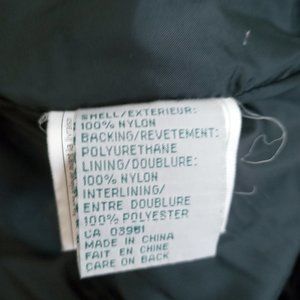 SHELL/EXTERIEUR:
100% NYLON
BACKING/REVETEMENT:
POLYURETHANE
LINING/DOUBLURE:
100% NYLON
INTERLINING/
ENTRE DOUBLURE
100% POLYESTER
CA 03981
MADE IN CHINA
FAIT EN CHINE
CARE ON BACK